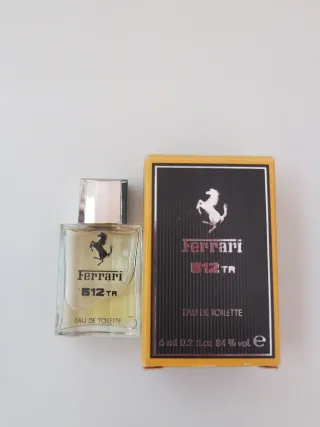 Ferrari
512 TR
EAU DE TOILETTE
Ferrari
512 TR
EAU DE TOILETTE
6 ml 0.2 fl.oz 84 % vol. ℮